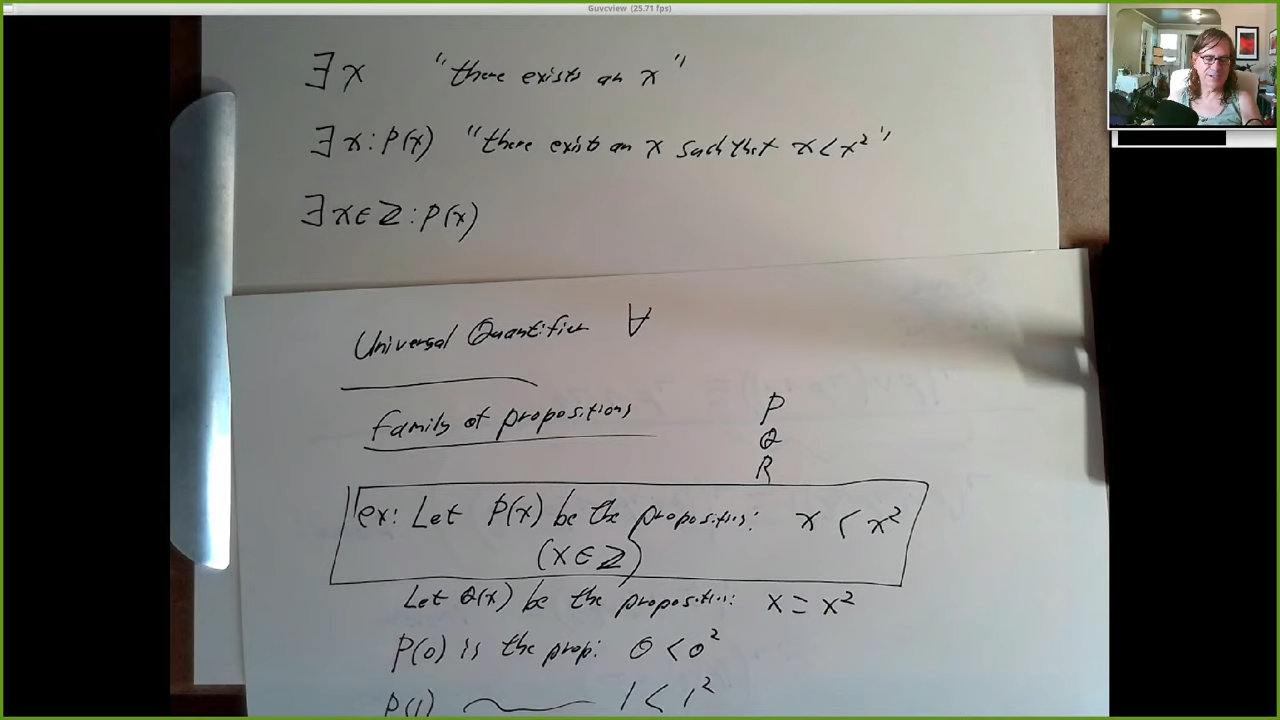 Guvcview (25.71 fps)
∃x "there exists an x"
∃x:P(x) "there exists an x such that x<x²"
∃x∈ℤ:P(x)
Universal Quantifier ∀
Family of propositions
P
Q
R
ex: Let P(x) be the proposition: x < x²
(x∈ℤ)
Let Q(x) be the proposition: x = x²
P(0) is the prop: 0 < 0²
P(1) 1 < 1²